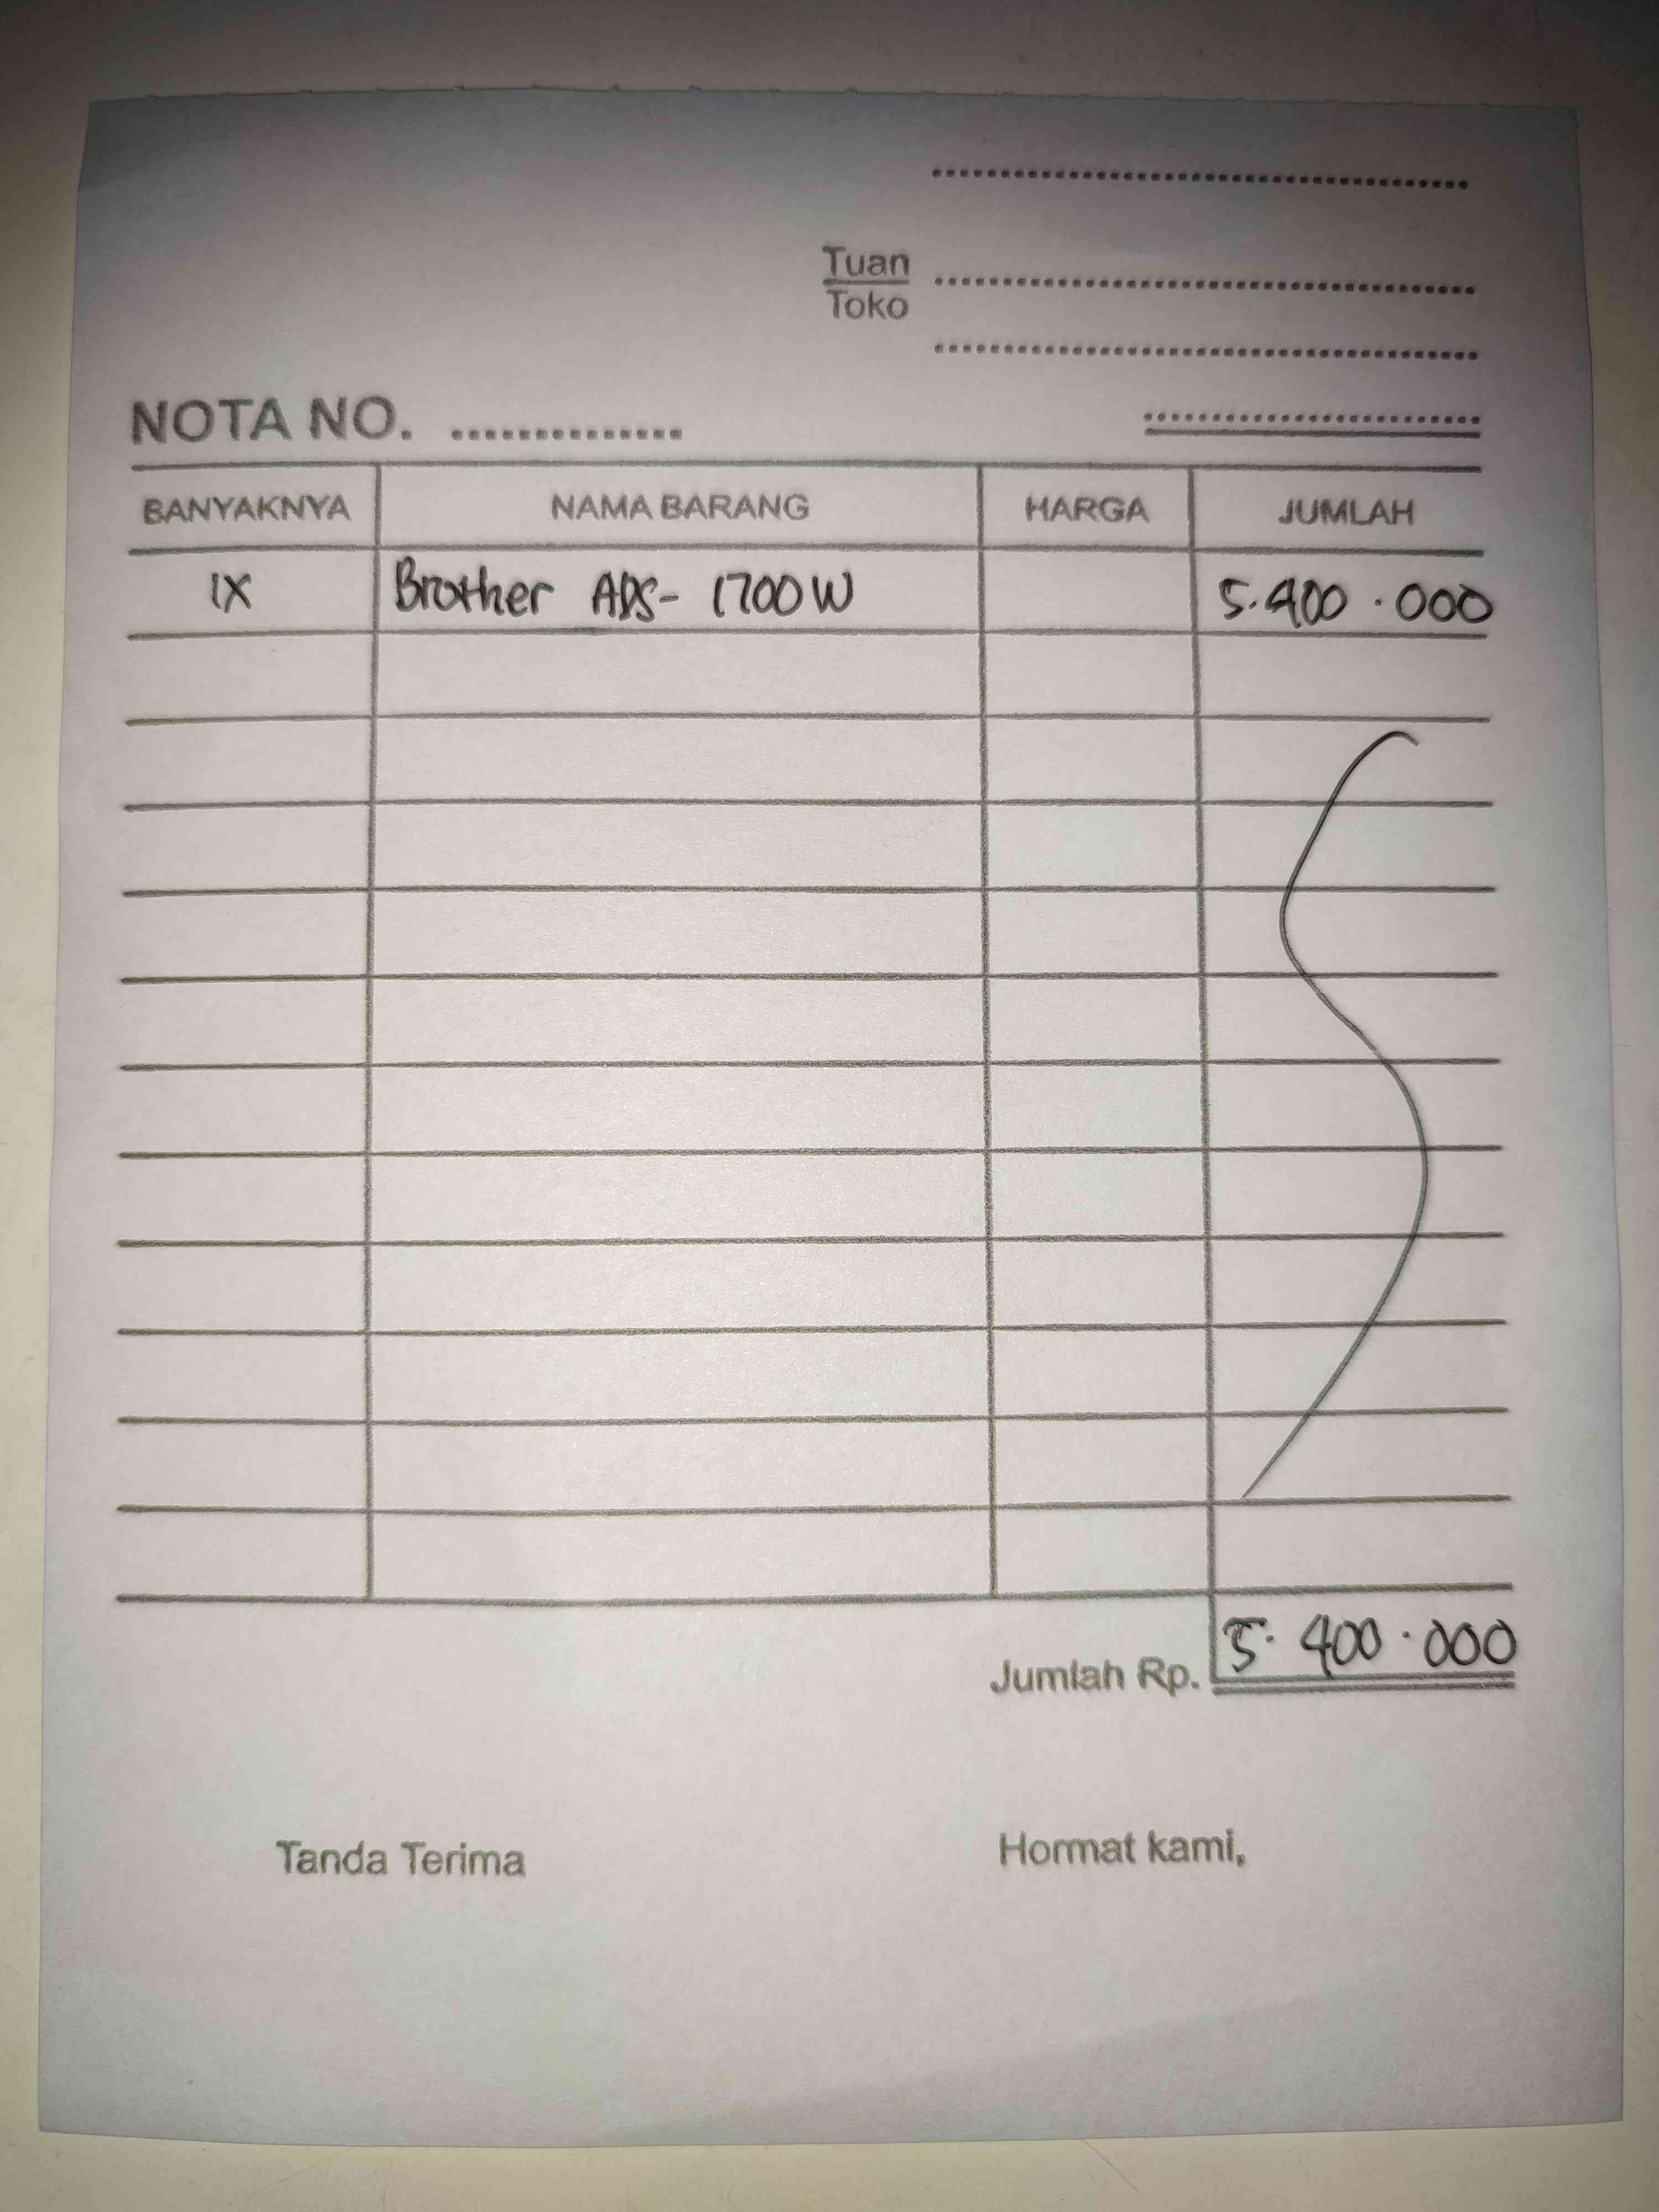 Tuan
Toko
NOTA NO. ..............
BANYAKNYA NAMA BARANG HARGA JUMLAH
1X Brother ADS- 1700W 5.400.000
Jumlah Rp. 5.400.000
Tanda Terima Hormat kami,